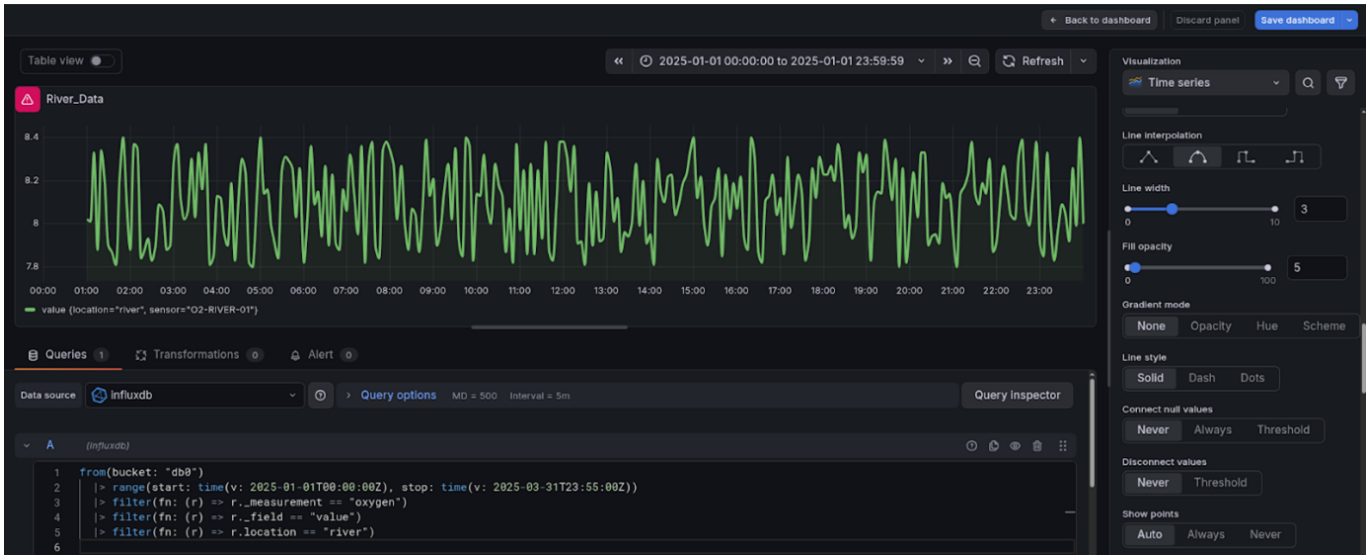 Back to dashboard
Discard panel
Save dashboard
Table view
2025-01-01 00:00:00 to 2025-01-01 23:59:59
Refresh
Visualization
Time series
River_Data
8.4
8.2
8
7.8
00:00 01:00 02:00 03:00 04:00 05:00 06:00 07:00 08:00 09:00 10:00 11:00 12:00 13:00 14:00 15:00 16:00 17:00 18:00 19:00 20:00 21:00 22:00 23:00
value {location="river", sensor="O2-RIVER-01"}
Line interpolation
Line width
0 10 3
Fill opacity
0 100 5
Gradient mode
None Opacity Hue Scheme
Line style
Solid Dash Dots
Connect null values
Never Always Threshold
Disconnect values
Never Threshold
Show points
Auto Always Never
Queries 1 Transformations 0 Alert 0
Data source influxdb Query options MD = 500 Interval = 5m Query inspector
A (influxdb)
1 from(bucket: "db0")
2 |> range(start: time(v: 2025-01-01T00:00:00Z), stop: time(v: 2025-03-31T23:55:00Z))
3 |> filter(fn: (r) => r._measurement == "oxygen")
4 |> filter(fn: (r) => r._field == "value")
5 |> filter(fn: (r) => r.location == "river")
6